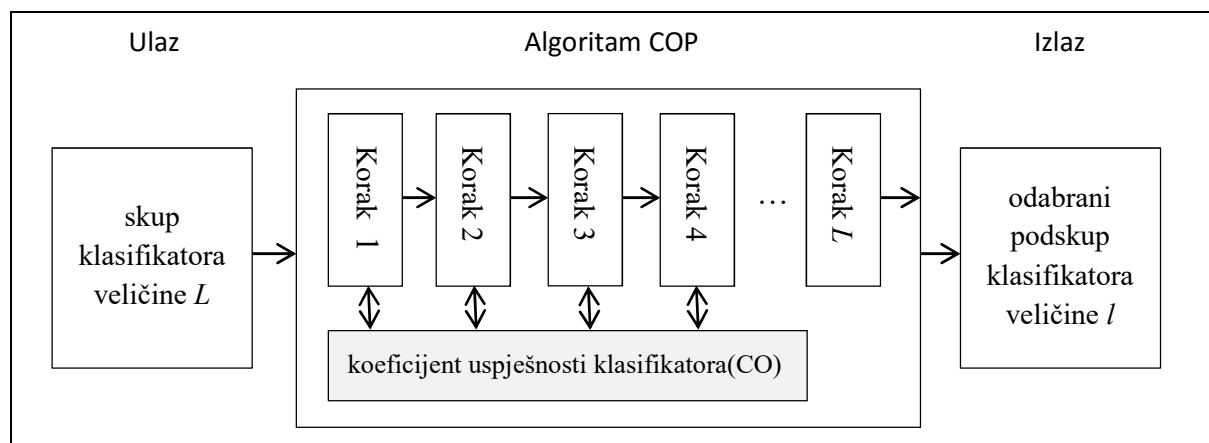 Ulaz
Algoritam COP
Izlaz
skup
klasifikatora
veličine L
Korak 1
Korak 2
Korak 3
Korak 4
...
Korak L
koeficijent uspješnosti klasifikatora(CO)
odabrani
podskup
klasifikatora
veličine l